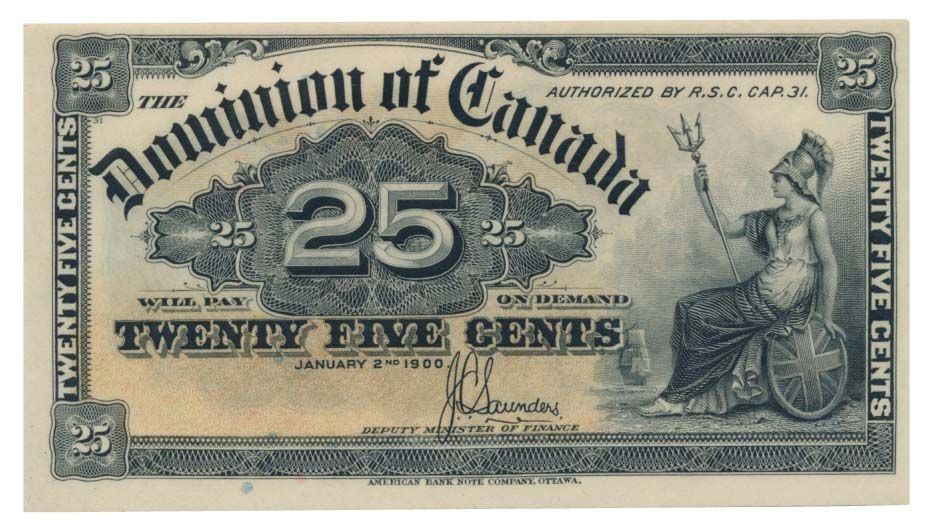 25
25
THE
Dominion of Canada
AUTHORIZED BY R.S.C. CAP. 31.
31
TWENTY FIVE CENTS
TWENTY FIVE CENTS
25
25
25
WILL PAY
ON DEMAND
TWENTY FIVE CENTS
JANUARY 2ND 1900
J.C. Saunders,
DEPUTY MINISTER OF FINANCE
25
AMERICAN BANK NOTE COMPANY, OTTAWA.